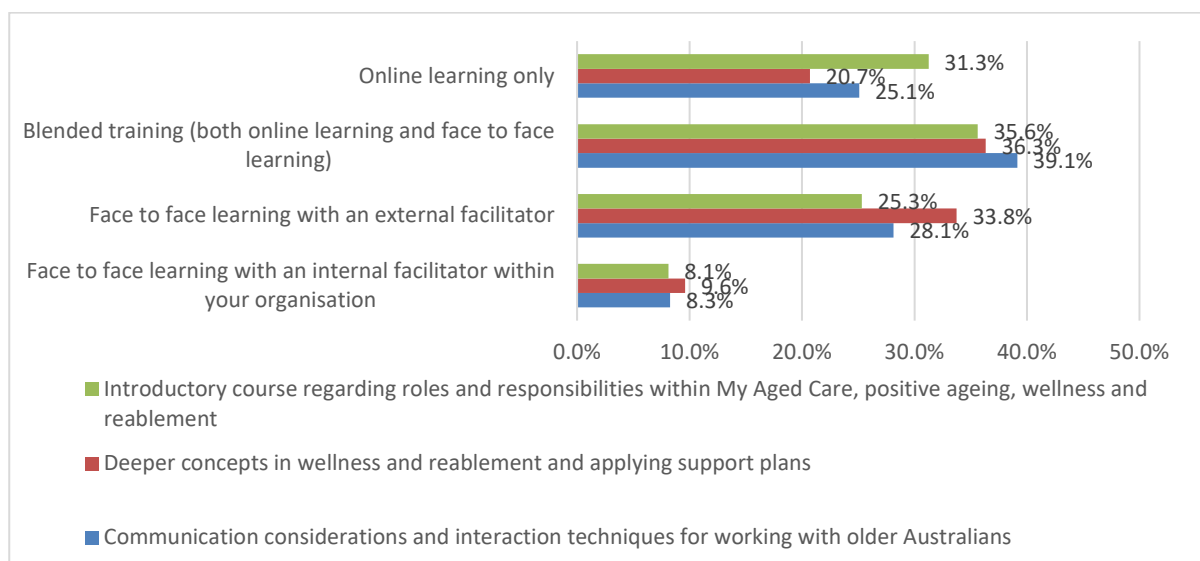 Online learning only
31.3%
20.7%
25.1%
Blended training (both online learning and face to face
learning)
35.6%
36.3%
39.1%
Face to face learning with an external facilitator
25.3%
33.8%
28.1%
Face to face learning with an internal facilitator within
your organisation
8.1%
9.6%
8.3%
0.0% 10.0% 20.0% 30.0% 40.0% 50.0%
Introductory course regarding roles and responsibilities within My Aged Care, positive ageing, wellness and
reablement
Deeper concepts in wellness and reablement and applying support plans
Communication considerations and interaction techniques for working with older Australians